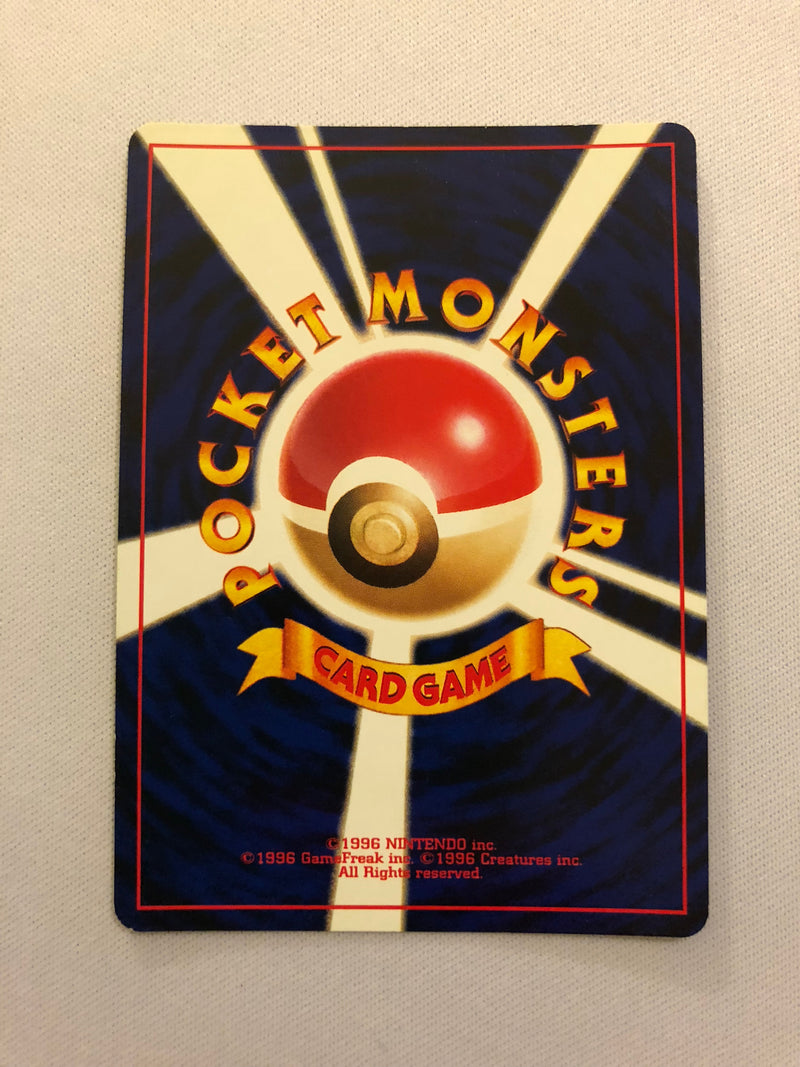 POCKET MONSTERS
CARD GAME
©1996 NINTENDO inc.
©1996 GameFreak inc. ©1996 Creatures inc.
All Rights reserved.